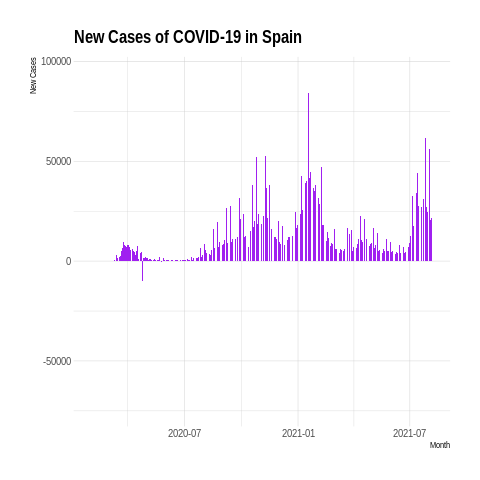 New Cases of COVID-19 in Spain
New Cases
100000
50000
0
-50000
2020-07 2021-01 2021-07
Month